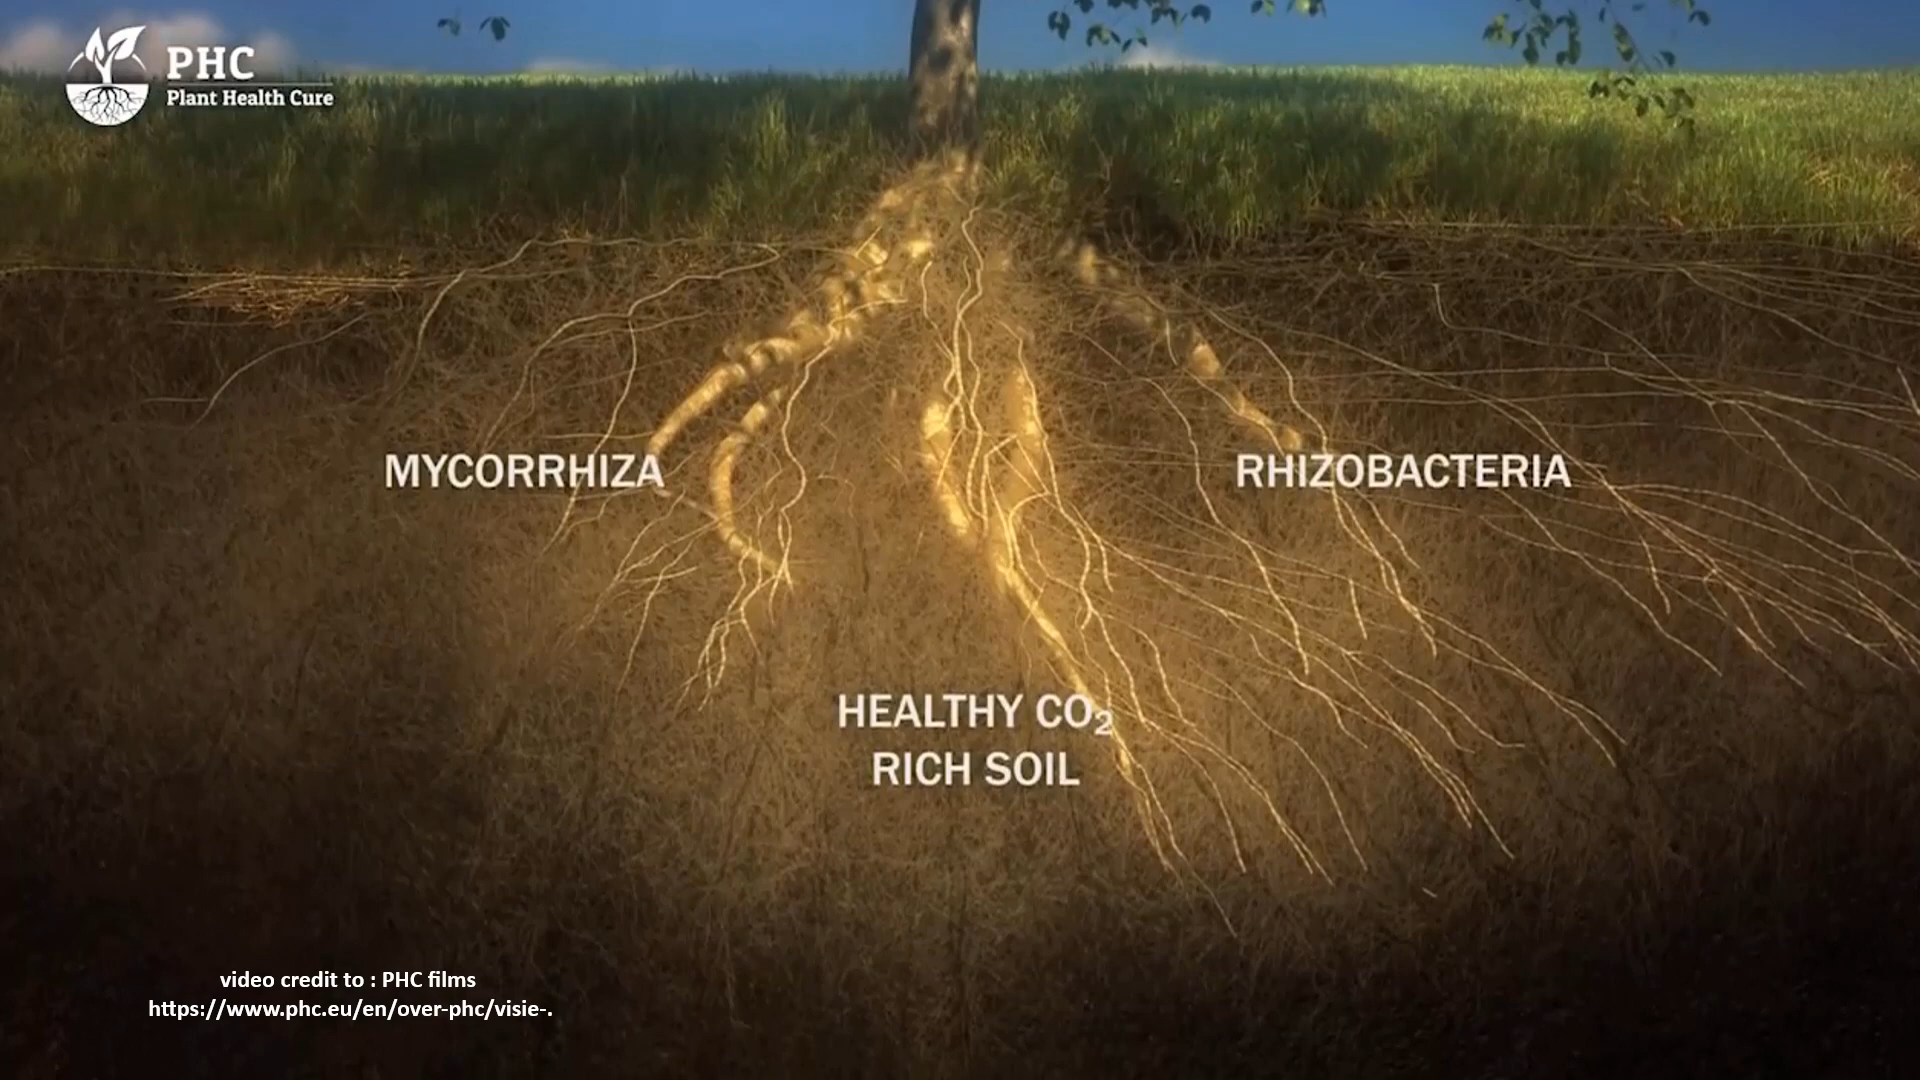 PHC
Plant Health Cure
MYCORRHIZA
RHIZOBACTERIA
HEALTHY CO₂
RICH SOIL
video credit to : PHC films
https://www.phc.eu/en/over-phc/visie-.